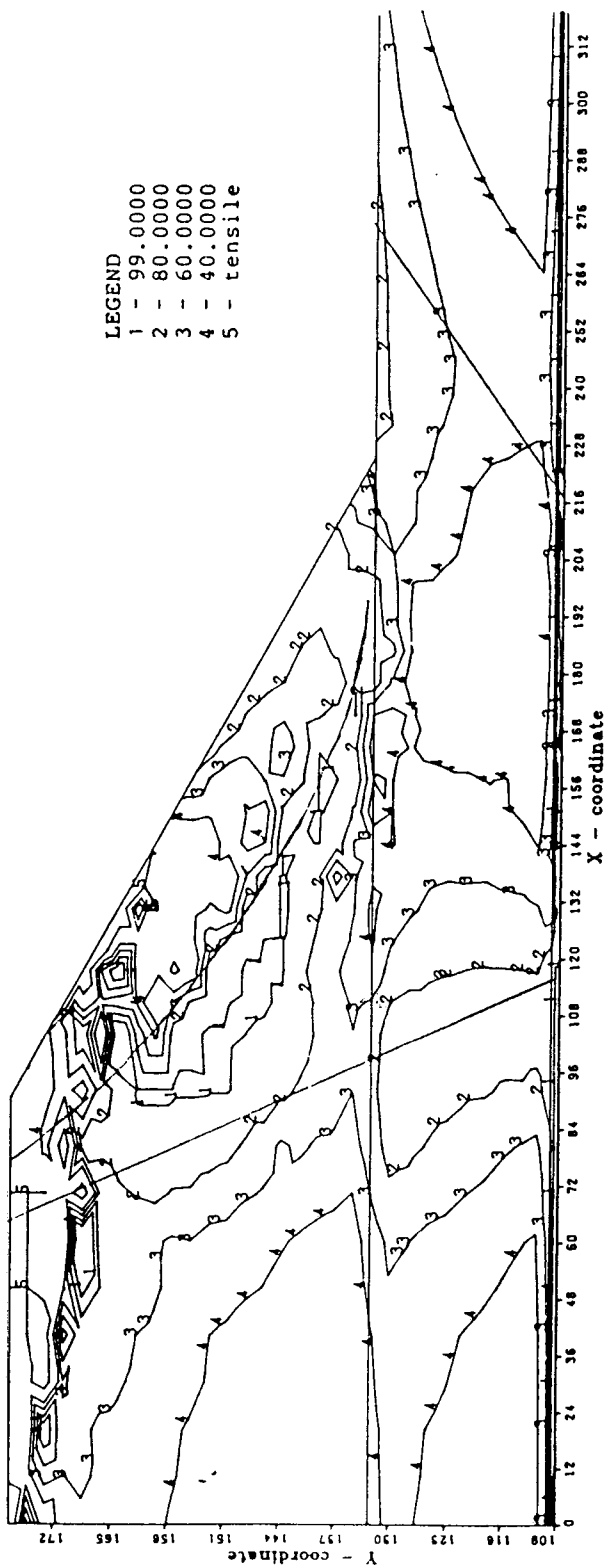 LEGEND
1 - 99.0000
2 - 80.0000
3 - 60.0000
4 - 40.0000
5 - tensile
Y - coordinate
172
165
158
151
144
137
130
123
116
109
0 12 24 36 48 60 72 84 96 108 120 132 144 156 168 180 192 204 216 228 240 252 264 276 288 300 312
X - coordinate